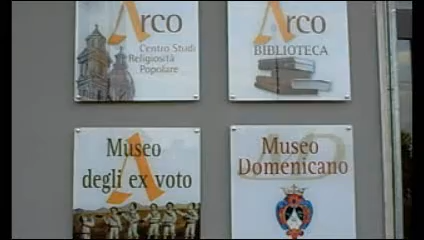 Arco
Centro Studi
Religiosità
Popolare
Arco
BIBLIOTECA
Museo
degli ex voto
Museo
Domenicano